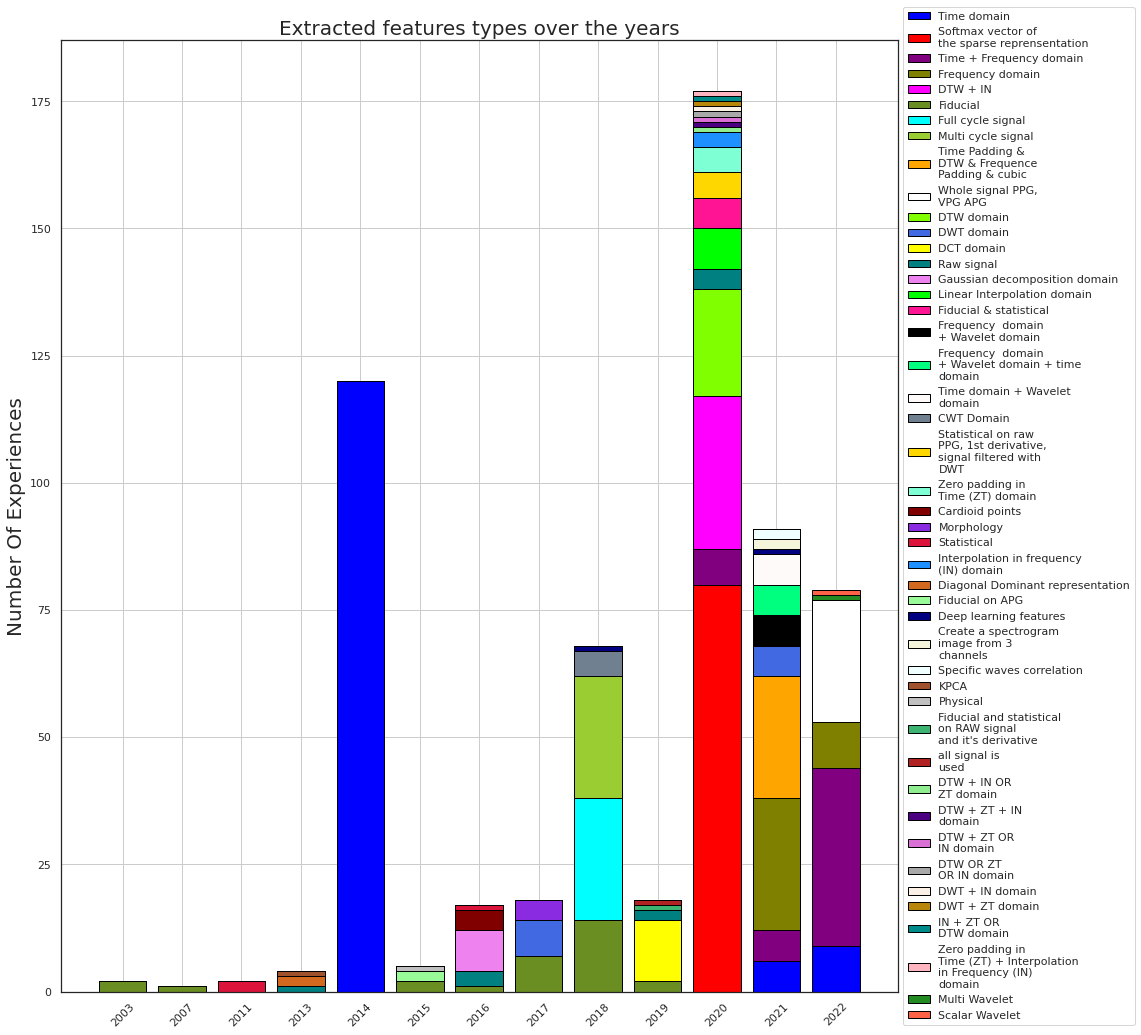 Extracted features types over the years
Number Of Experiences
175
150
125
100
75
50
25
0
2003
2007
2011
2013
2014
2015
2016
2017
2018
2019
2020
2021
2022
Time domain
Softmax vector of
the sparse reprensentation
Time + Frequency domain
Frequency domain
DTW + IN
Fiducial
Full cycle signal
Multi cycle signal
Time Padding &
DTW & Frequence
Padding & cubic
Whole signal PPG,
VPG APG
DTW domain
DWT domain
DCT domain
Raw signal
Gaussian decomposition domain
Linear Interpolation domain
Fiducial & statistical
Frequency  domain
+ Wavelet domain
Frequency  domain
+ Wavelet domain + time
domain
Time domain + Wavelet
domain
CWT Domain
Statistical on raw
PPG, 1st derivative,
signal filtered with
DWT
Zero padding in
Time (ZT) domain
Cardioid points
Morphology
Statistical
Interpolation in frequency
(IN) domain
Diagonal Dominant representation
Fiducial on APG
Deep learning features
Create a spectrogram
image from 3
channels
Specific waves correlation
KPCA
Physical
Fiducial and statistical
on RAW signal
and it's derivative
all signal is
used
DTW + IN OR
ZT domain
DTW + ZT + IN
domain
DTW + ZT OR
IN domain
DTW OR ZT
OR IN domain
DWT + IN domain
DWT + ZT domain
IN + ZT OR
DTW domain
Zero padding in
Time (ZT) + Interpolation
in Frequency (IN)
domain
Multi Wavelet
Scalar Wavelet